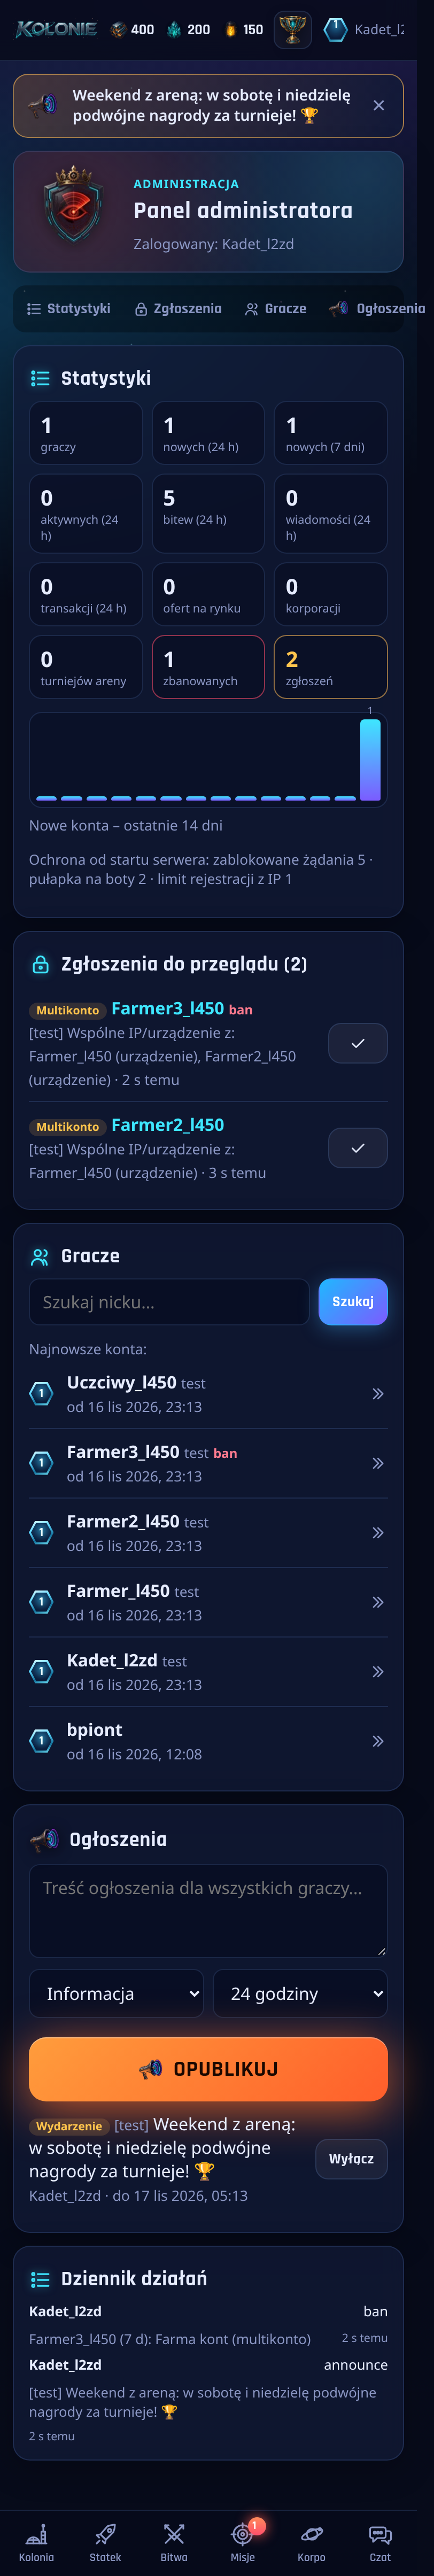 KOLONIE 400 200 150 1 Kadet_l2
Weekend z areną: w sobotę i niedzielę
podwójne nagrody za turnieje! 🏆
ADMINISTRACJA
Panel administratora
Zalogowany: Kadet_l2zd
Statystyki Zgłoszenia Gracze Ogłoszenia
Statystyki
1 1 1
graczy nowych (24 h) nowych (7 dni)
0 5 0
aktywnych (24 bitew (24 h) wiadomości (24
h) h)
0 0 0
transakcji (24 h) ofert na rynku korporacji
0 1 2
turniejów areny zbanowanych zgłoszeń
1
Nowe konta – ostatnie 14 dni
Ochrona od startu serwera: zablokowane żądania 5 ·
pułapka na boty 2 · limit rejestracji z IP 1
Zgłoszenia do przeglądu (2)
Multikonto Farmer3_l450 ban
[test] Wspólne IP/urządzenie z:
Farmer_l450 (urządzenie), Farmer2_l450
(urządzenie) · 2 s temu
Multikonto Farmer2_l450
[test] Wspólne IP/urządzenie z:
Farmer_l450 (urządzenie) · 3 s temu
Gracze
Szukaj nicku... Szukaj
Najnowsze konta:
1 Uczciwy_l450 test
od 16 lis 2026, 23:13
1 Farmer3_l450 test ban
od 16 lis 2026, 23:13
1 Farmer2_l450 test
od 16 lis 2026, 23:13
1 Farmer_l450 test
od 16 lis 2026, 23:13
1 Kadet_l2zd test
od 16 lis 2026, 23:13
1 bpiont
od 16 lis 2026, 12:08
Ogłoszenia
Treść ogłoszenia dla wszystkich graczy...
Informacja 24 godziny
OPUBLIKUJ
Wydarzenie [test] Weekend z areną:
w sobotę i niedzielę podwójne
nagrody za turnieje! 🏆
Wyłącz
Kadet_l2zd · do 17 lis 2026, 05:13
Dziennik działań
Kadet_l2zd ban
Farmer3_l450 (7 d): Farma kont (multikonto) 2 s temu
Kadet_l2zd announce
[test] Weekend z areną: w sobotę i niedzielę podwójne
nagrody za turnieje! 🏆
2 s temu
1
Kolonia Statek Bitwa Misje Korpo Czat